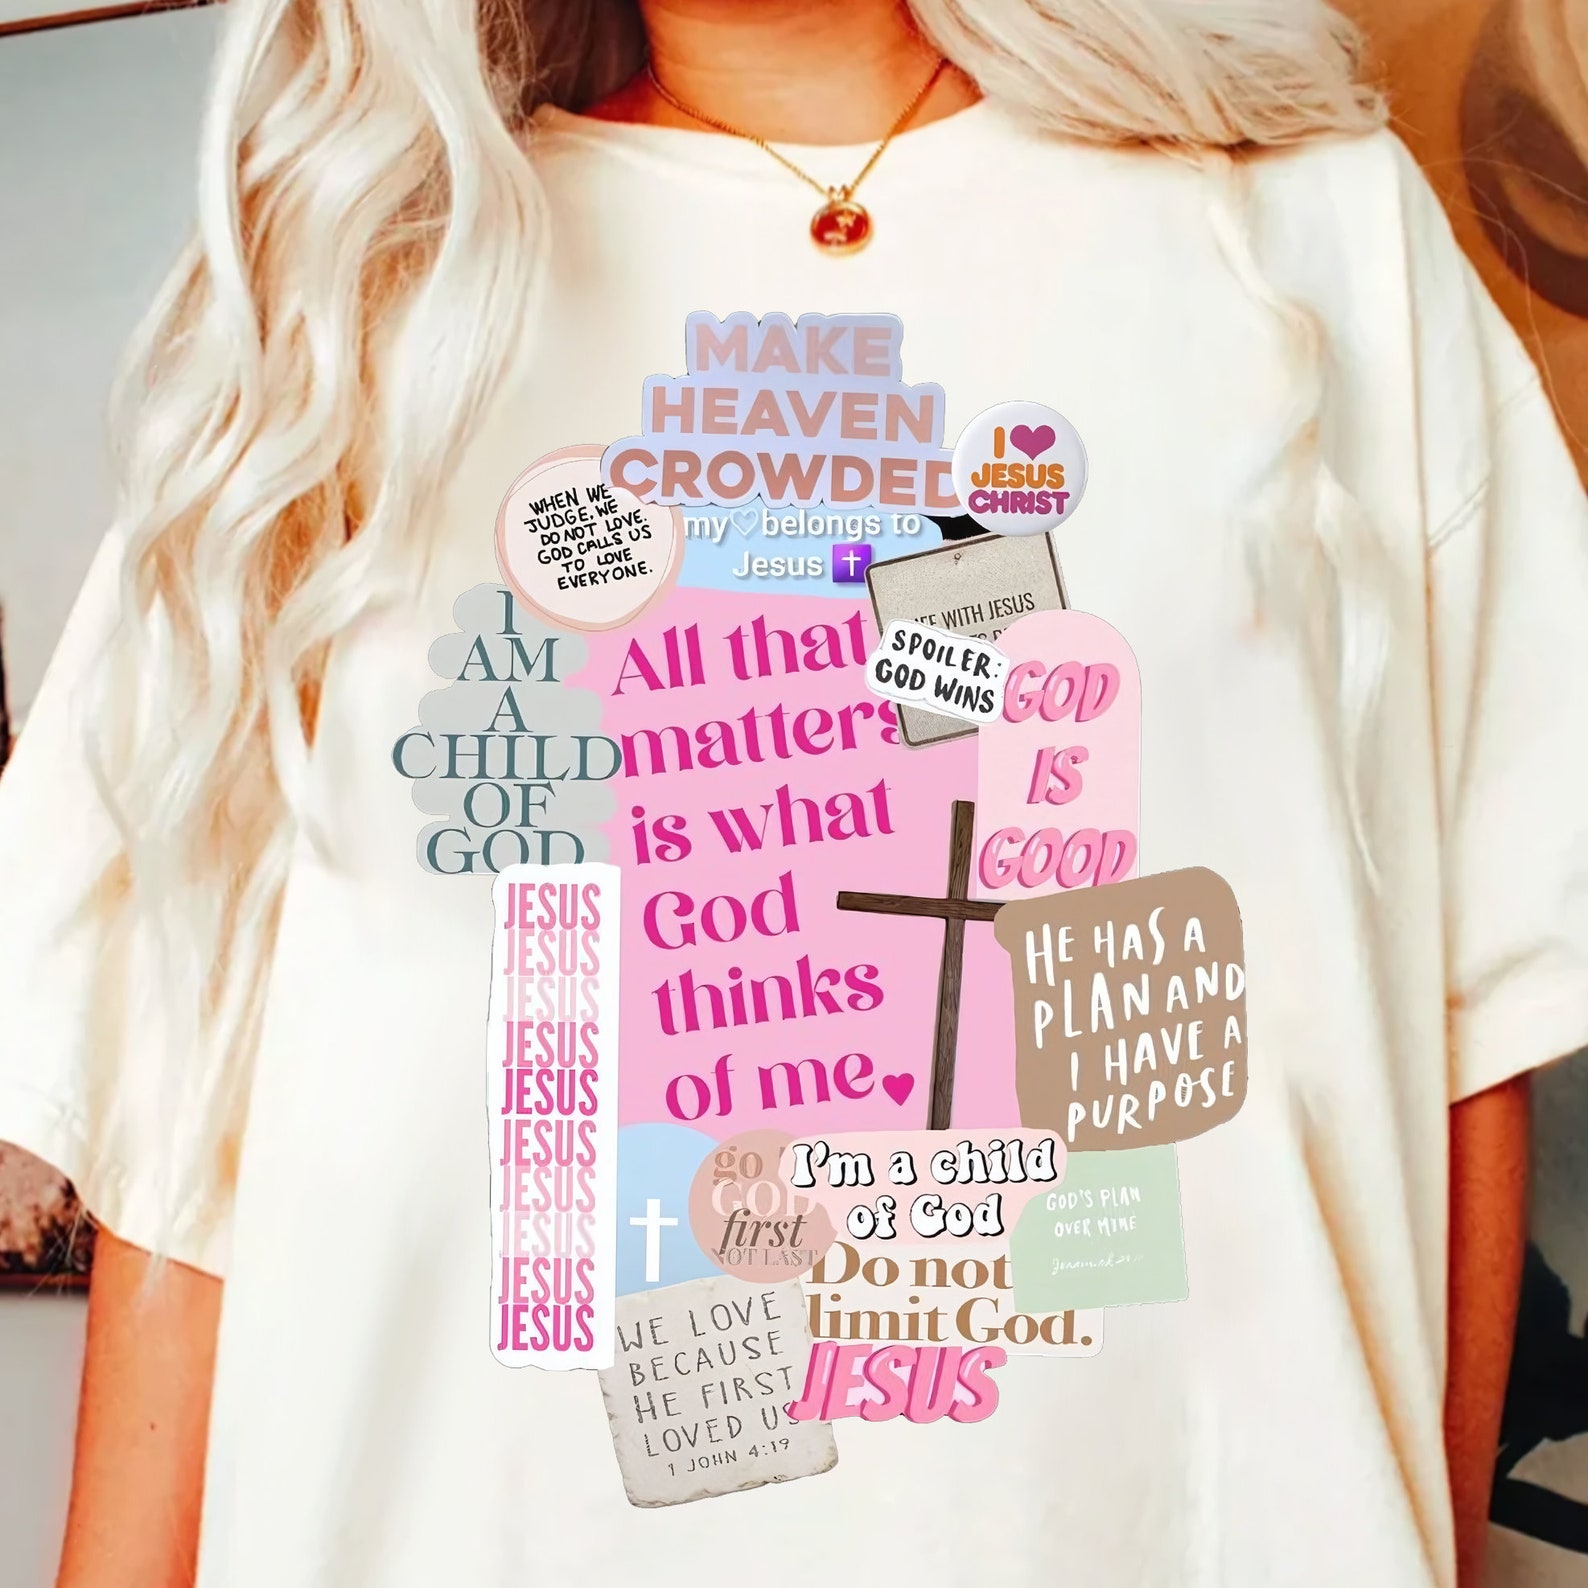 MAKE
HEAVEN
CROWDED
I
JESUS
CHRIST
WHEN WE
JUDGE, WE
DO NOT LOVE.
GOD CALLS US
TO LOVE
EVERYONE.
my♡belongs to
Jesus ✝
WITH JESUS
SPOILER:
GOD WINS
I
AM
A
CHILD
OF
GOD
All that
matters
is what
God
thinks
of me
GOD
IS
GOOD
HE HAS A
PLAN AND
I HAVE A
PURPOSE
JESUS
JESUS
JESUS
JESUS
JESUS
JESUS
JESUS
JESUS
JESUS
JESUS
go
GOD
first
NOT LAST
I'm a child
of God
GOD'S PLAN
OVER MINE
Do not
limit God.
JESUS
WE LOVE
BECAUSE
HE FIRST
LOVED US
1 JOHN 4:19